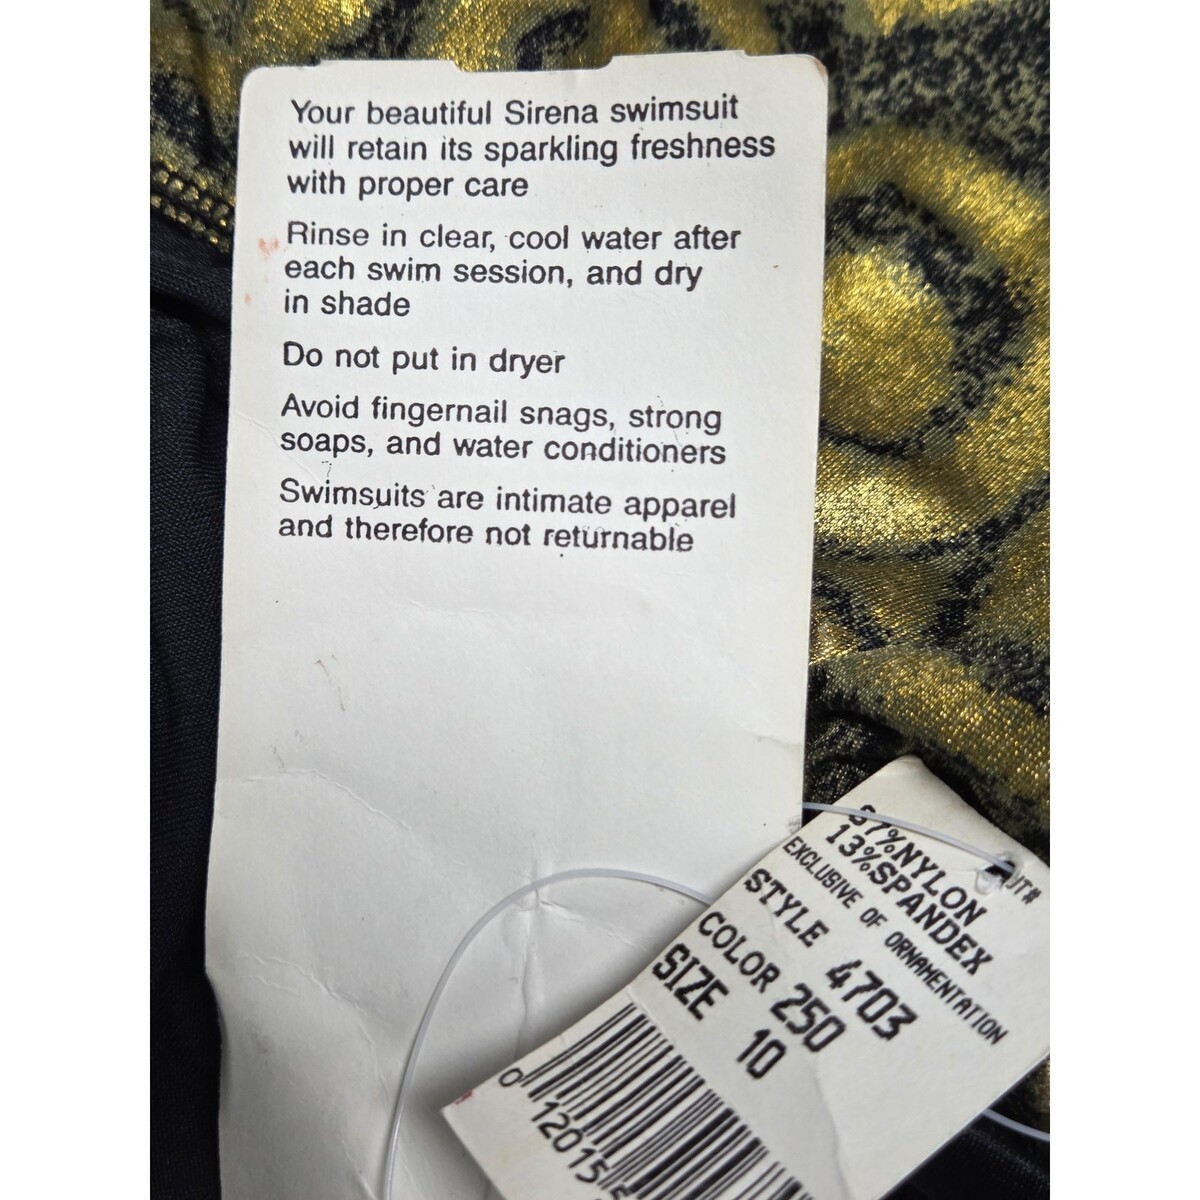 Your beautiful Sirena swimsuit
will retain its sparkling freshness
with proper care
Rinse in clear, cool water after
each swim session, and dry
in shade
Do not put in dryer
Avoid fingernail snags, strong
soaps, and water conditioners
Swimsuits are intimate apparel
and therefore not returnable
87%NYLON
13%SPANDEX
EXCLUSIVE OF ORNAMENTATION
STYLE 4703
COLOR 250
SIZE 10
0 12015